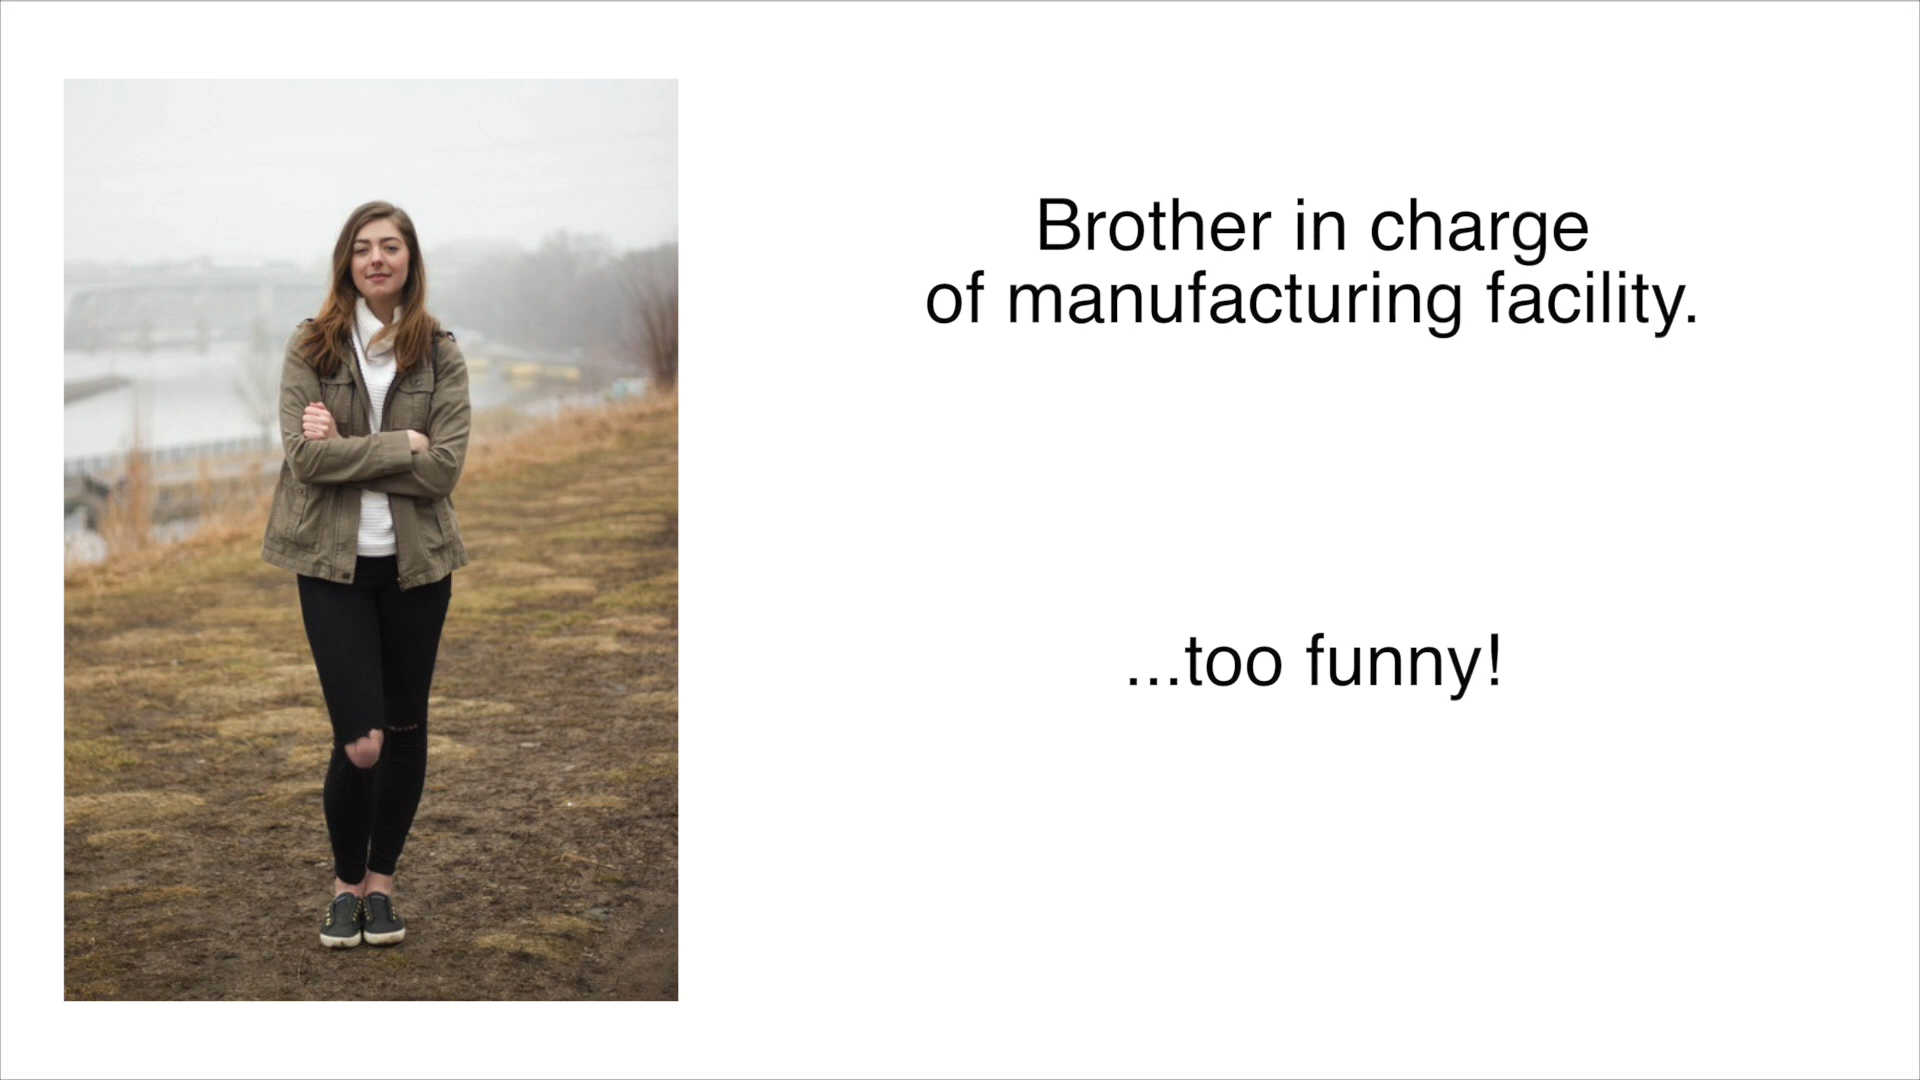 Brother in charge
of manufacturing facility.
...too funny!